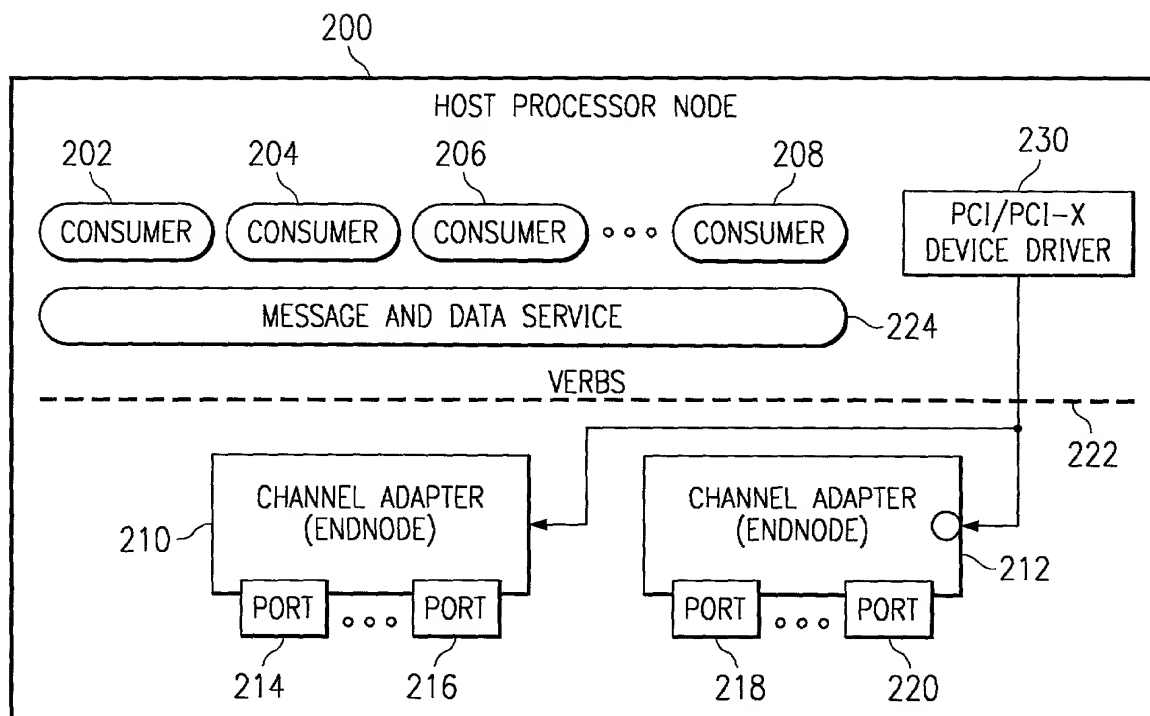 200
HOST PROCESSOR NODE
202
204
206
208
230
CONSUMER
CONSUMER
CONSUMER
CONSUMER
PCI/PCI-X
DEVICE DRIVER
MESSAGE AND DATA SERVICE
224
VERBS
222
CHANNEL ADAPTER
(ENDNODE)
210
CHANNEL ADAPTER
(ENDNODE)
212
PORT
PORT
PORT
PORT
214
216
218
220